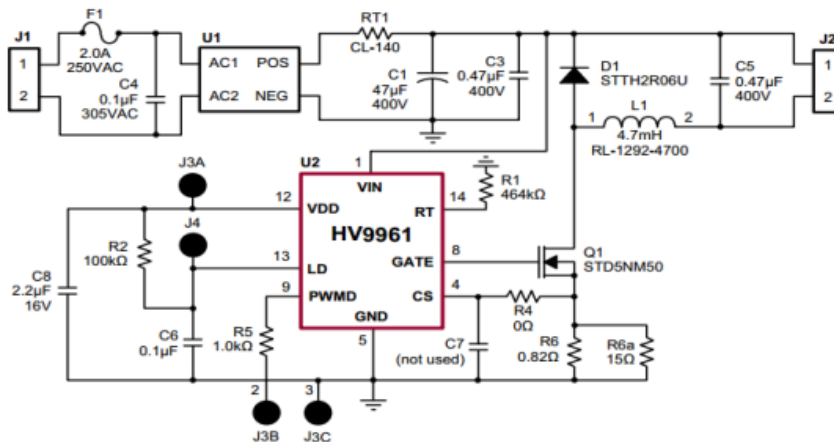 J1
1
2
F1
2.0A
250VAC
C4
0.1µF
305VAC
U1
AC1 POS
AC2 NEG
RT1
CL-140
C1
47µF
400V
C3
0.47µF
400V
D1
STTH2R06U
C5
0.47µF
400V
J2
1
2
1 L1 2
4.7mH
RL-1292-4700
J3A
J4
C8
2.2µF
16V
R2
100kΩ
C6
0.1µF
R5
1.0kΩ
U2
1
VIN
12 VDD
RT 14
R1
464kΩ
HV9961
13 LD
GATE 8
9 PWMD
CS 4
GND
5
Q1
STD5NM50
R4
0Ω
C7
(not used)
R6
0.82Ω
R6a
15Ω
2
3
J3B
J3C